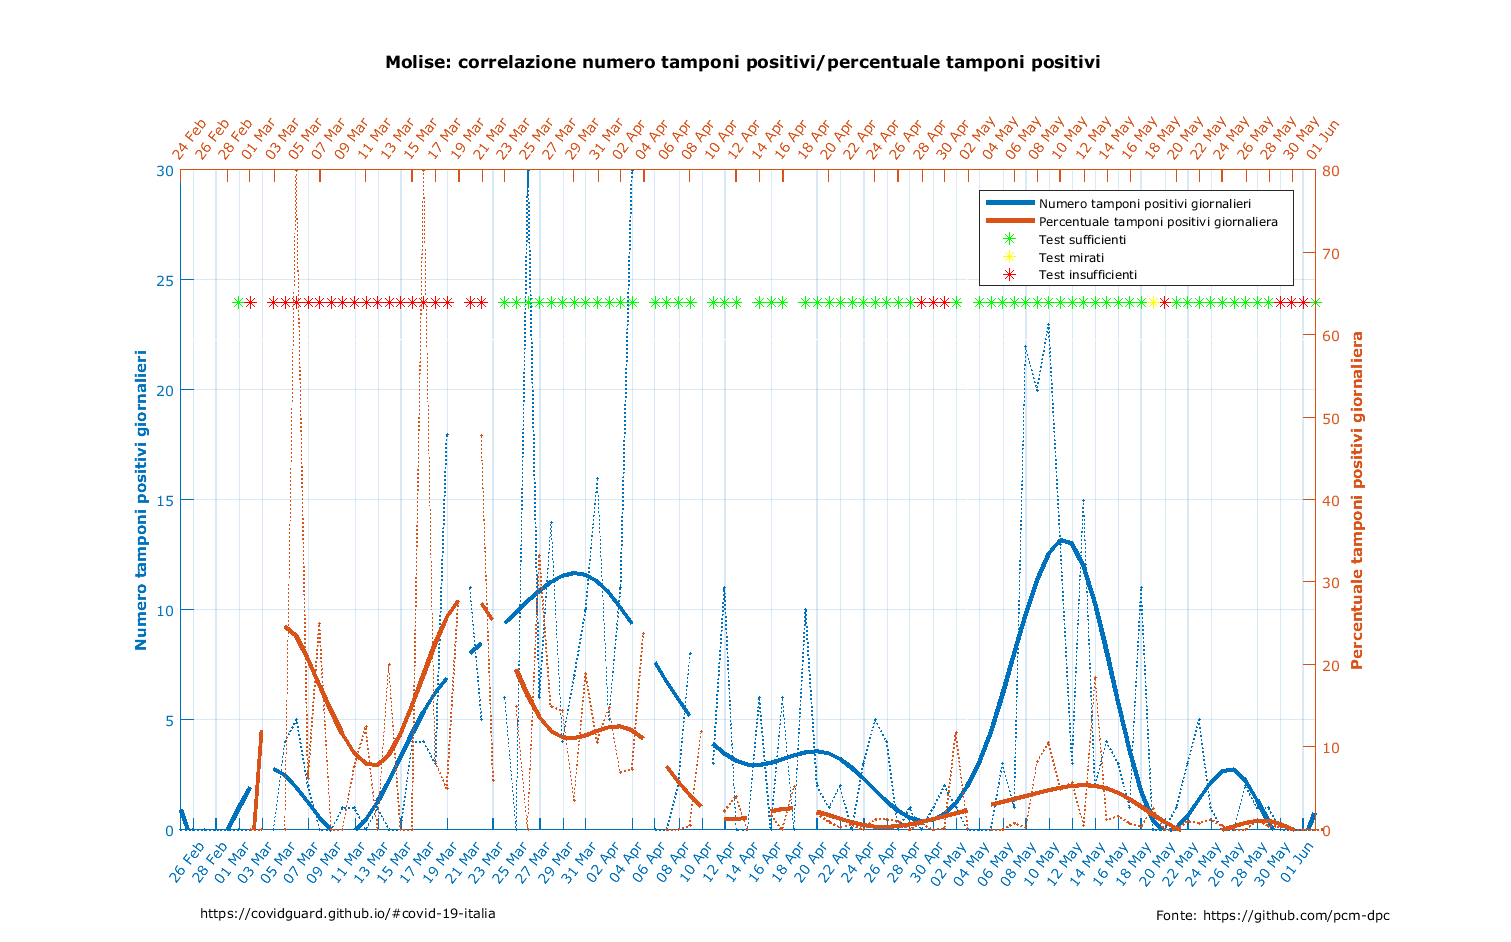 Molise: correlazione numero tamponi positivi/percentuale tamponi positivi
24 Feb 26 Feb 28 Feb 01 Mar 03 Mar 05 Mar 07 Mar 09 Mar 11 Mar 13 Mar 15 Mar 17 Mar 19 Mar 21 Mar 23 Mar 25 Mar 27 Mar 29 Mar 31 Mar 02 Apr 04 Apr 06 Apr 08 Apr 10 Apr 12 Apr 14 Apr 16 Apr 18 Apr 20 Apr 22 Apr 24 Apr 26 Apr 28 Apr 30 Apr 02 May 04 May 06 May 08 May 10 May 12 May 14 May 16 May 18 May 20 May 22 May 24 May 26 May 28 May 30 May 01 Jun
Numero tamponi positivi giornalieri
30
25
20
15
10
5
0
Numero tamponi positivi giornalieri
Percentuale tamponi positivi giornaliera
Test sufficienti
Test mirati
Test insufficienti
80
70
60
50
40
30
20
10
0
Percentuale tamponi positivi giornaliera
26 Feb 28 Feb 01 Mar 03 Mar 05 Mar 07 Mar 09 Mar 11 Mar 13 Mar 15 Mar 17 Mar 19 Mar 21 Mar 23 Mar 25 Mar 27 Mar 29 Mar 31 Mar 02 Apr 04 Apr 06 Apr 08 Apr 10 Apr 12 Apr 14 Apr 16 Apr 18 Apr 20 Apr 22 Apr 24 Apr 26 Apr 28 Apr 30 Apr 02 May 04 May 06 May 08 May 10 May 12 May 14 May 16 May 18 May 20 May 22 May 24 May 26 May 28 May 30 May 01 Jun
https://covidguard.github.io/#covid-19-italia
Fonte: https://github.com/pcm-dpc